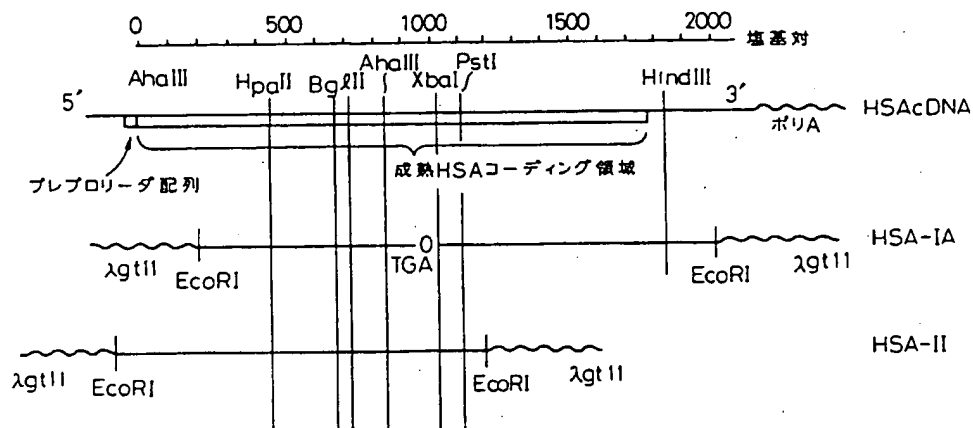 0 500 1000 1500 2000 塩基対
AhaIII HpaII BglII AhaIII XbaI PstI HindIII
5′ 3′ HSAcDNA
ポリA
プレプロリーダ配列 成熟HSAコーディング領域
0 HSA-IA
λgt11 EcoRI TGA EcoRI λgt11
HSA-II
λgt11 EcoRI EcoRI λgt11